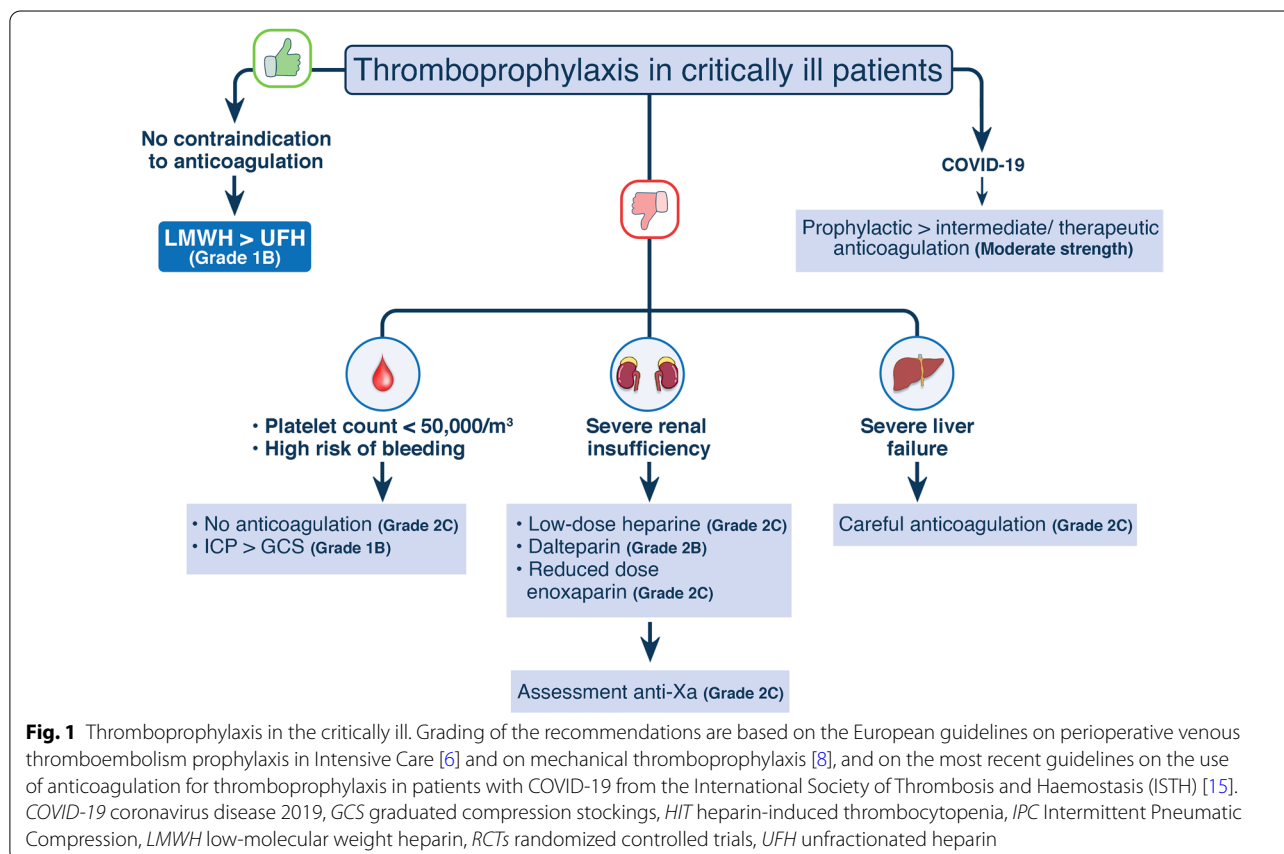 Thromboprophylaxis in critically ill patients
No contraindication
to anticoagulation
LMWH > UFH
(Grade 1B)
COVID-19
Prophylactic > intermediate/ therapeutic
anticoagulation (Moderate strength)
• Platelet count < 50,000/m³
• High risk of bleeding
• No anticoagulation (Grade 2C)
• ICP > GCS (Grade 1B)
Severe renal
insufficiency
• Low-dose heparine (Grade 2C)
• Dalteparin (Grade 2B)
• Reduced dose
enoxaparin (Grade 2C)
Assessment anti-Xa (Grade 2C)
Severe liver
failure
Careful anticoagulation (Grade 2C)
Fig. 1 Thromboprophylaxis in the critically ill. Grading of the recommendations are based on the European guidelines on perioperative venous
thromboembolism prophylaxis in Intensive Care [6] and on mechanical thromboprophylaxis [8], and on the most recent guidelines on the use
of anticoagulation for thromboprophylaxis in patients with COVID-19 from the International Society of Thrombosis and Haemostasis (ISTH) [15].
COVID-19 coronavirus disease 2019, GCS graduated compression stockings, HIT heparin-induced thrombocytopenia, IPC Intermittent Pneumatic
Compression, LMWH low-molecular weight heparin, RCTs randomized controlled trials, UFH unfractionated heparin